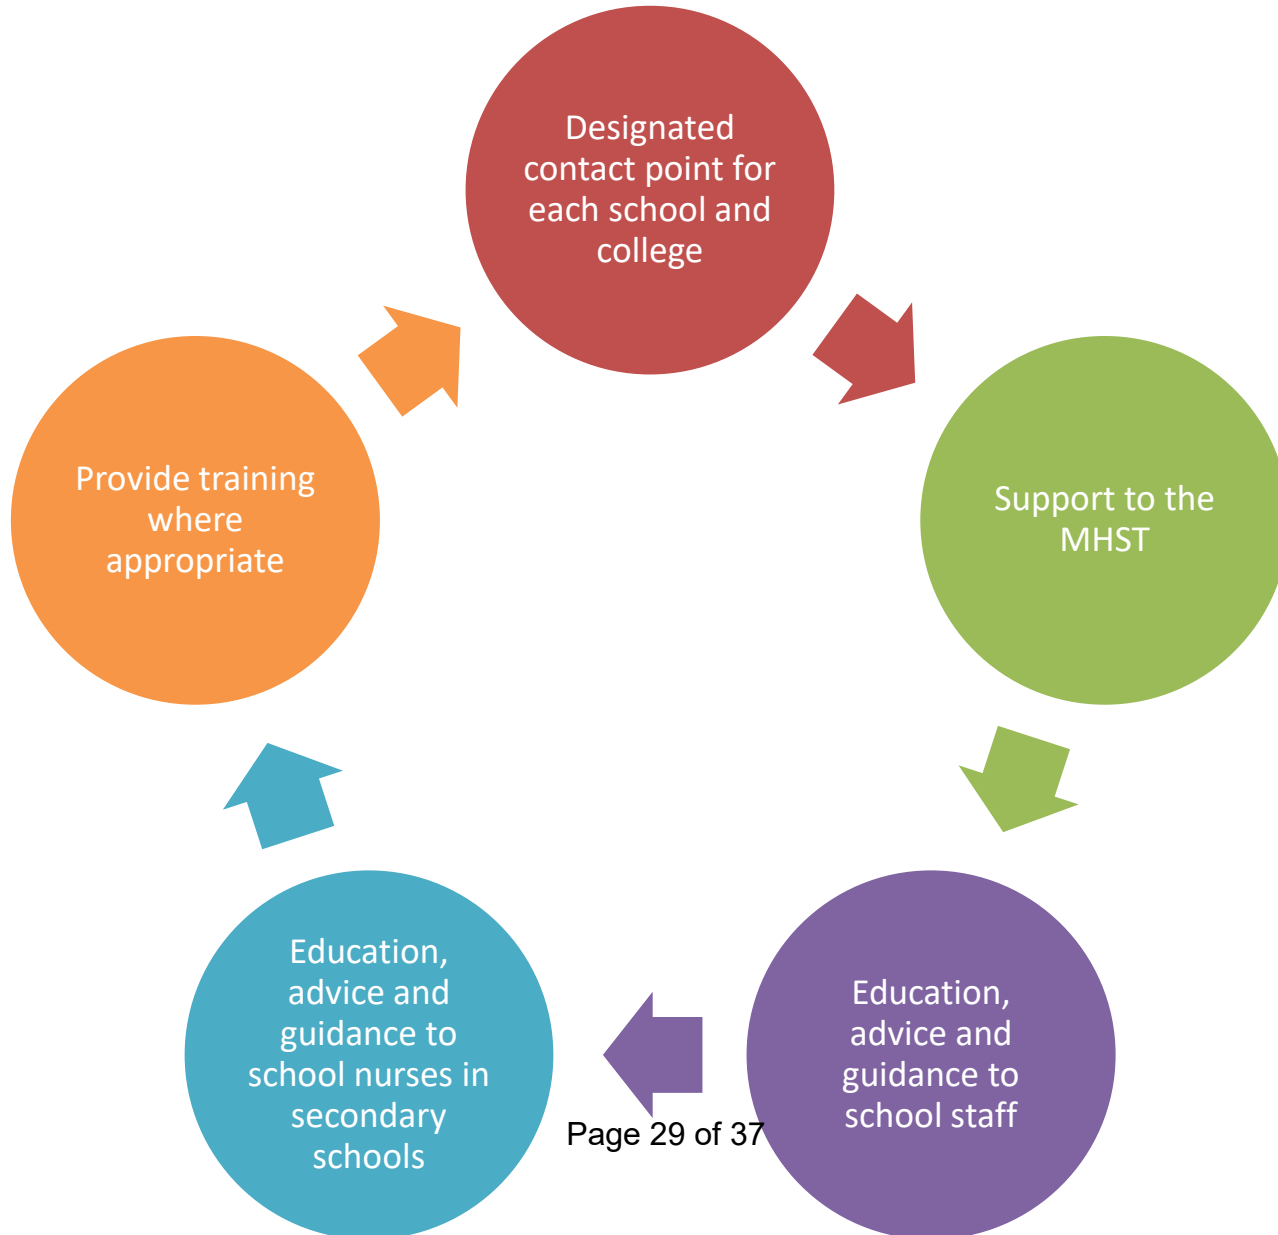 Designated
contact point for
each school and
college
Support to the
MHST
Education,
advice and
guidance to
school staff
Education,
advice and
guidance to
school nurses in
secondary
schools
Provide training
where
appropriate
Page 29 of 37